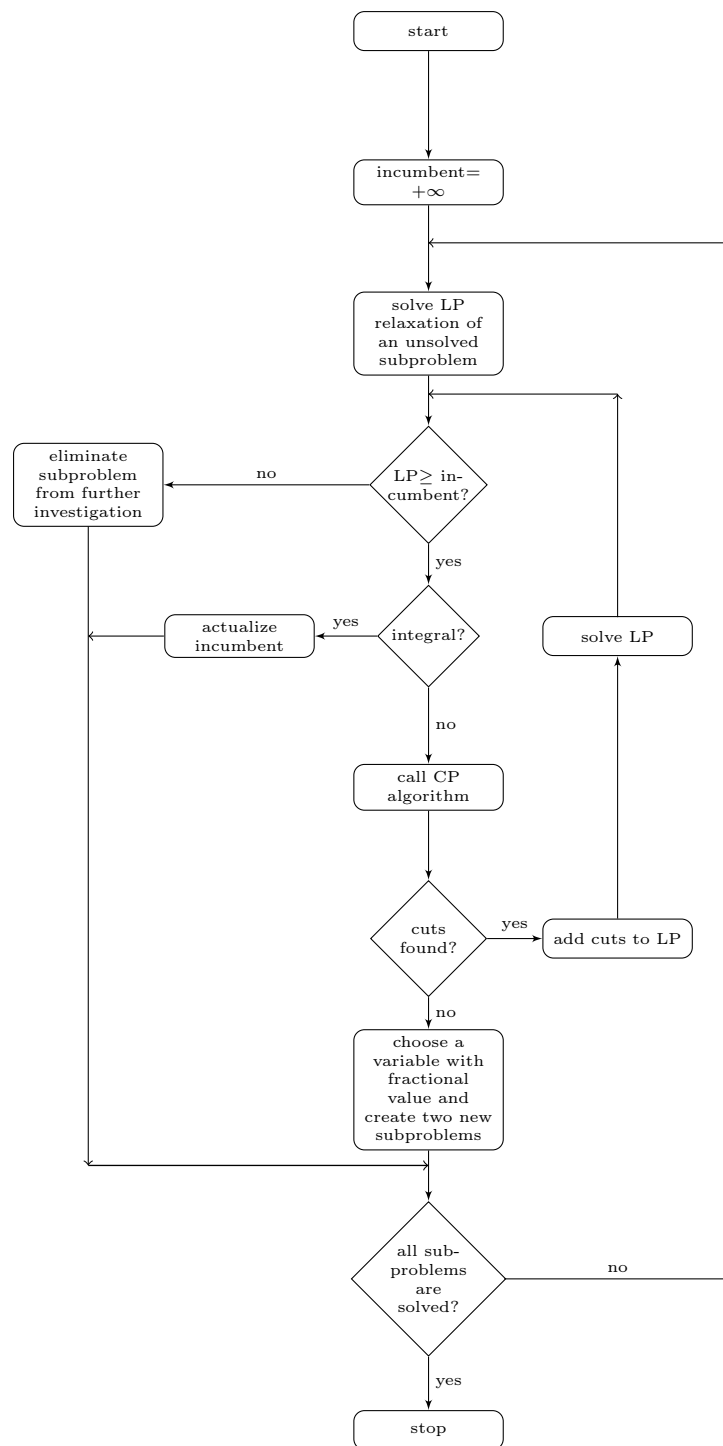 start
incumbent=
+∞
solve LP
relaxation of
an unsolved
subproblem
eliminate
subproblem
from further
investigation
no
LP≥ in-
cumbent?
yes
actualize
incumbent
yes
integral?
solve LP
no
call CP
algorithm
cuts
found?
yes
add cuts to LP
no
choose a
variable with
fractional
value and
create two new
subproblems
all sub-
problems
are
solved?
no
yes
stop